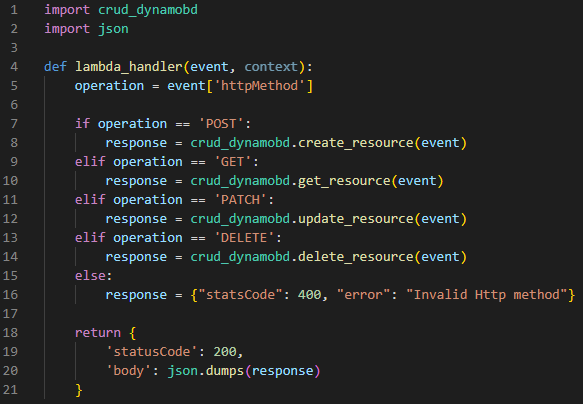 1 import crud_dynamobd
2 import json
3
4 def lambda_handler(event, context):
5     operation = event['httpMethod']
6
7     if operation == 'POST':
8         response = crud_dynamobd.create_resource(event)
9     elif operation == 'GET':
10         response = crud_dynamobd.get_resource(event)
11     elif operation == 'PATCH':
12         response = crud_dynamobd.update_resource(event)
13     elif operation == 'DELETE':
14         response = crud_dynamobd.delete_resource(event)
15     else:
16         response = {"statsCode": 400, "error": "Invalid Http method"}
17
18     return {
19         'statusCode': 200,
20         'body': json.dumps(response)
21     }